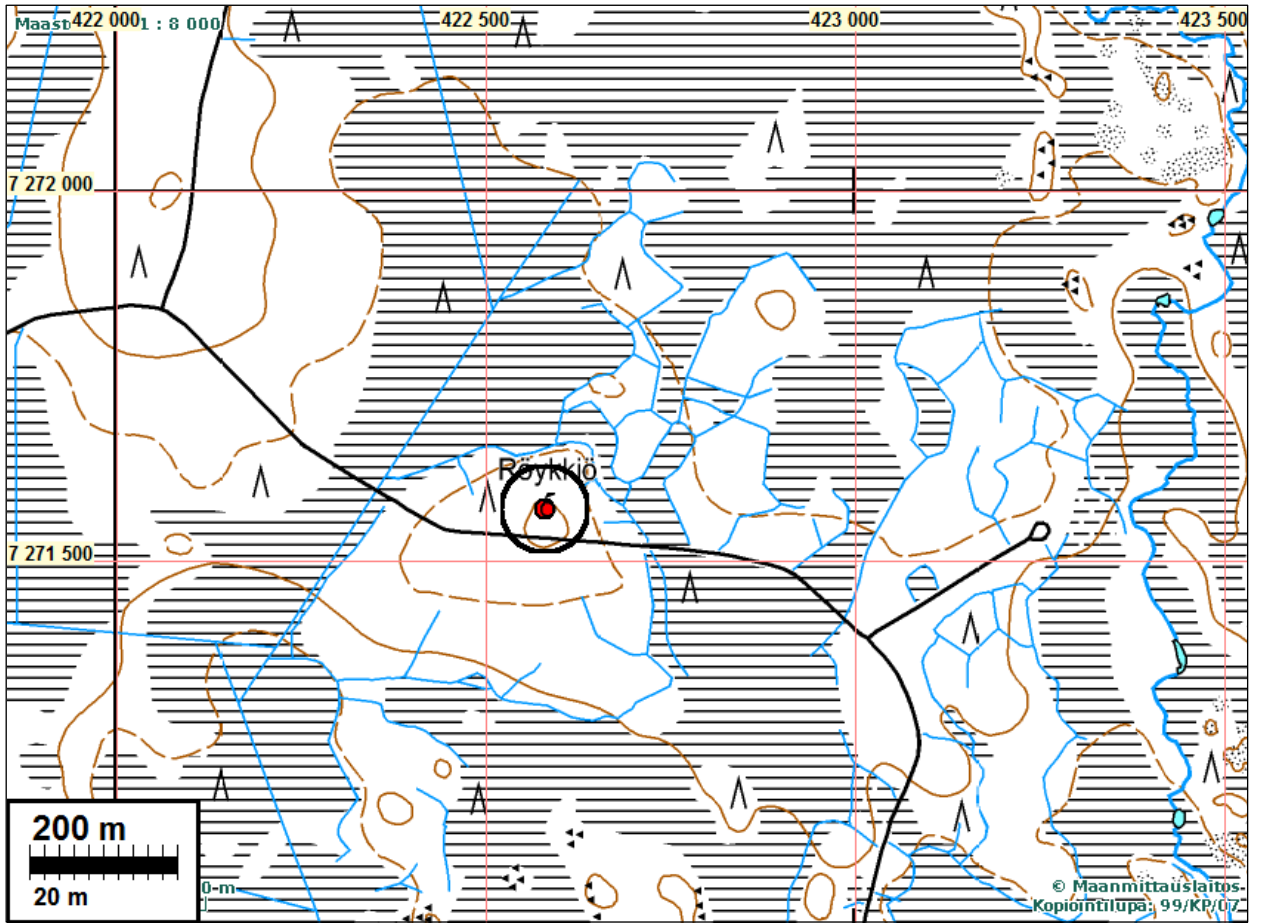 Maast
422 000
1 : 8 000
422 500
423 000
423 500
7 272 000
Röykkiö
7 271 500
200 m
20 m
0-m
© Maanmittauslaitos
Kopiointilupa: 99/KP/07